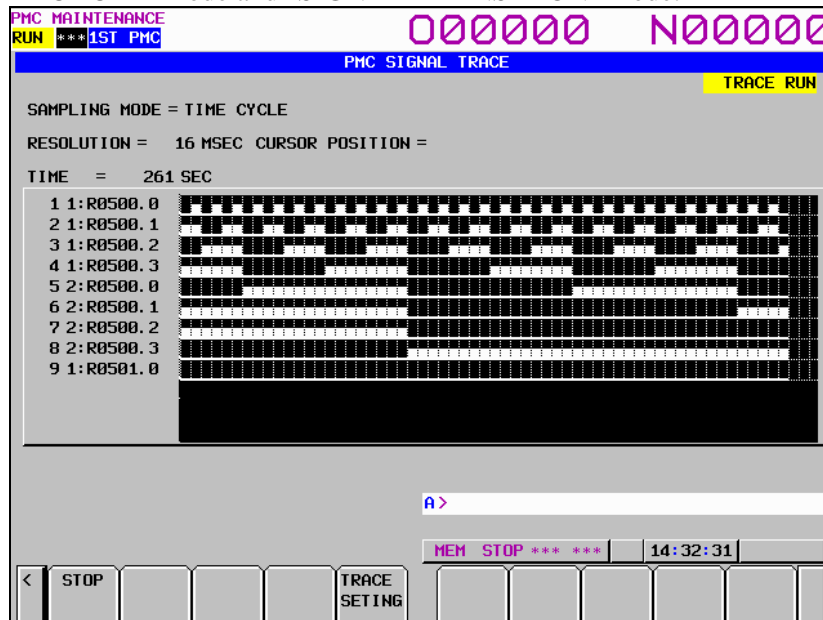 PMC MAINTENANCE
RUN ***1ST PMC O00000 N00000
PMC SIGNAL TRACE
TRACE RUN
SAMPLING MODE = TIME CYCLE
RESOLUTION = 16 MSEC CURSOR POSITION =
TIME = 261 SEC
1 1:R0500.0
2 1:R0500.1
3 1:R0500.2
4 1:R0500.3
5 2:R0500.0
6 2:R0500.1
7 2:R0500.2
8 2:R0500.3
9 1:R0501.0
A>
MEM STOP *** *** 14:32:31
< STOP TRACE
SETING